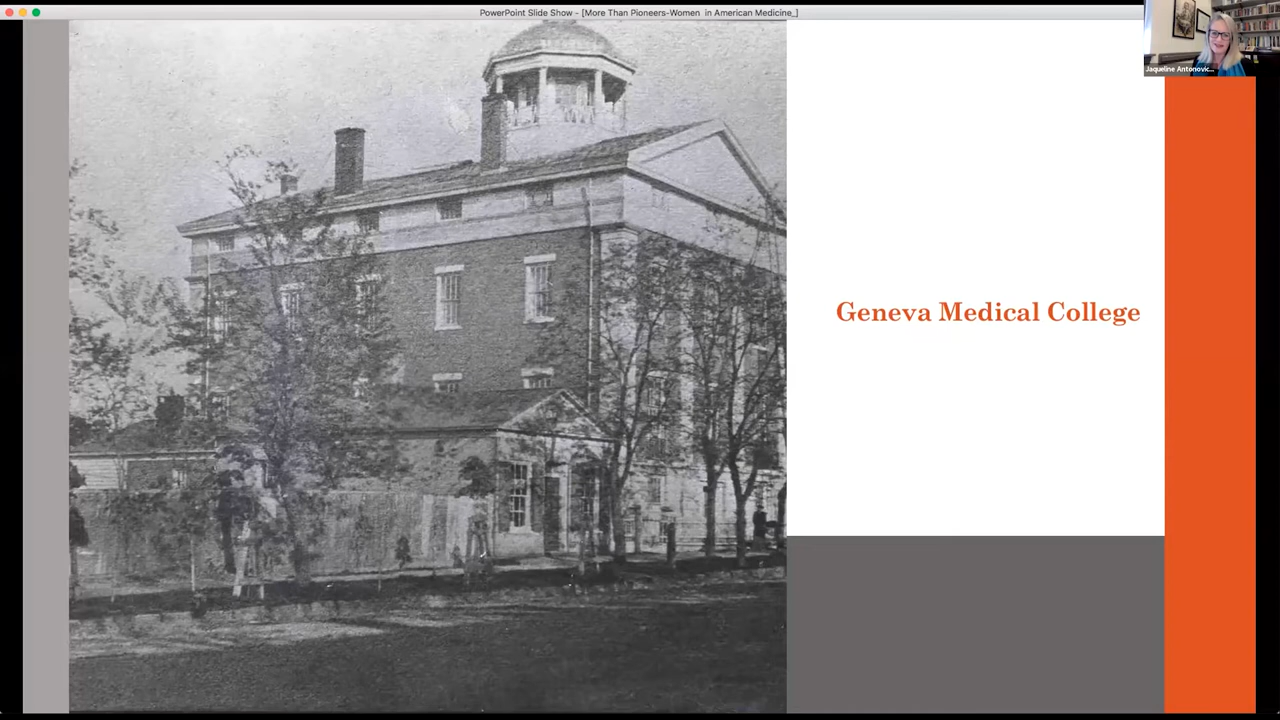 PowerPoint Slide Show - [More Than Pioneers-Women in American Medicine_]
Jaqueline Antonovic...
Geneva Medical College